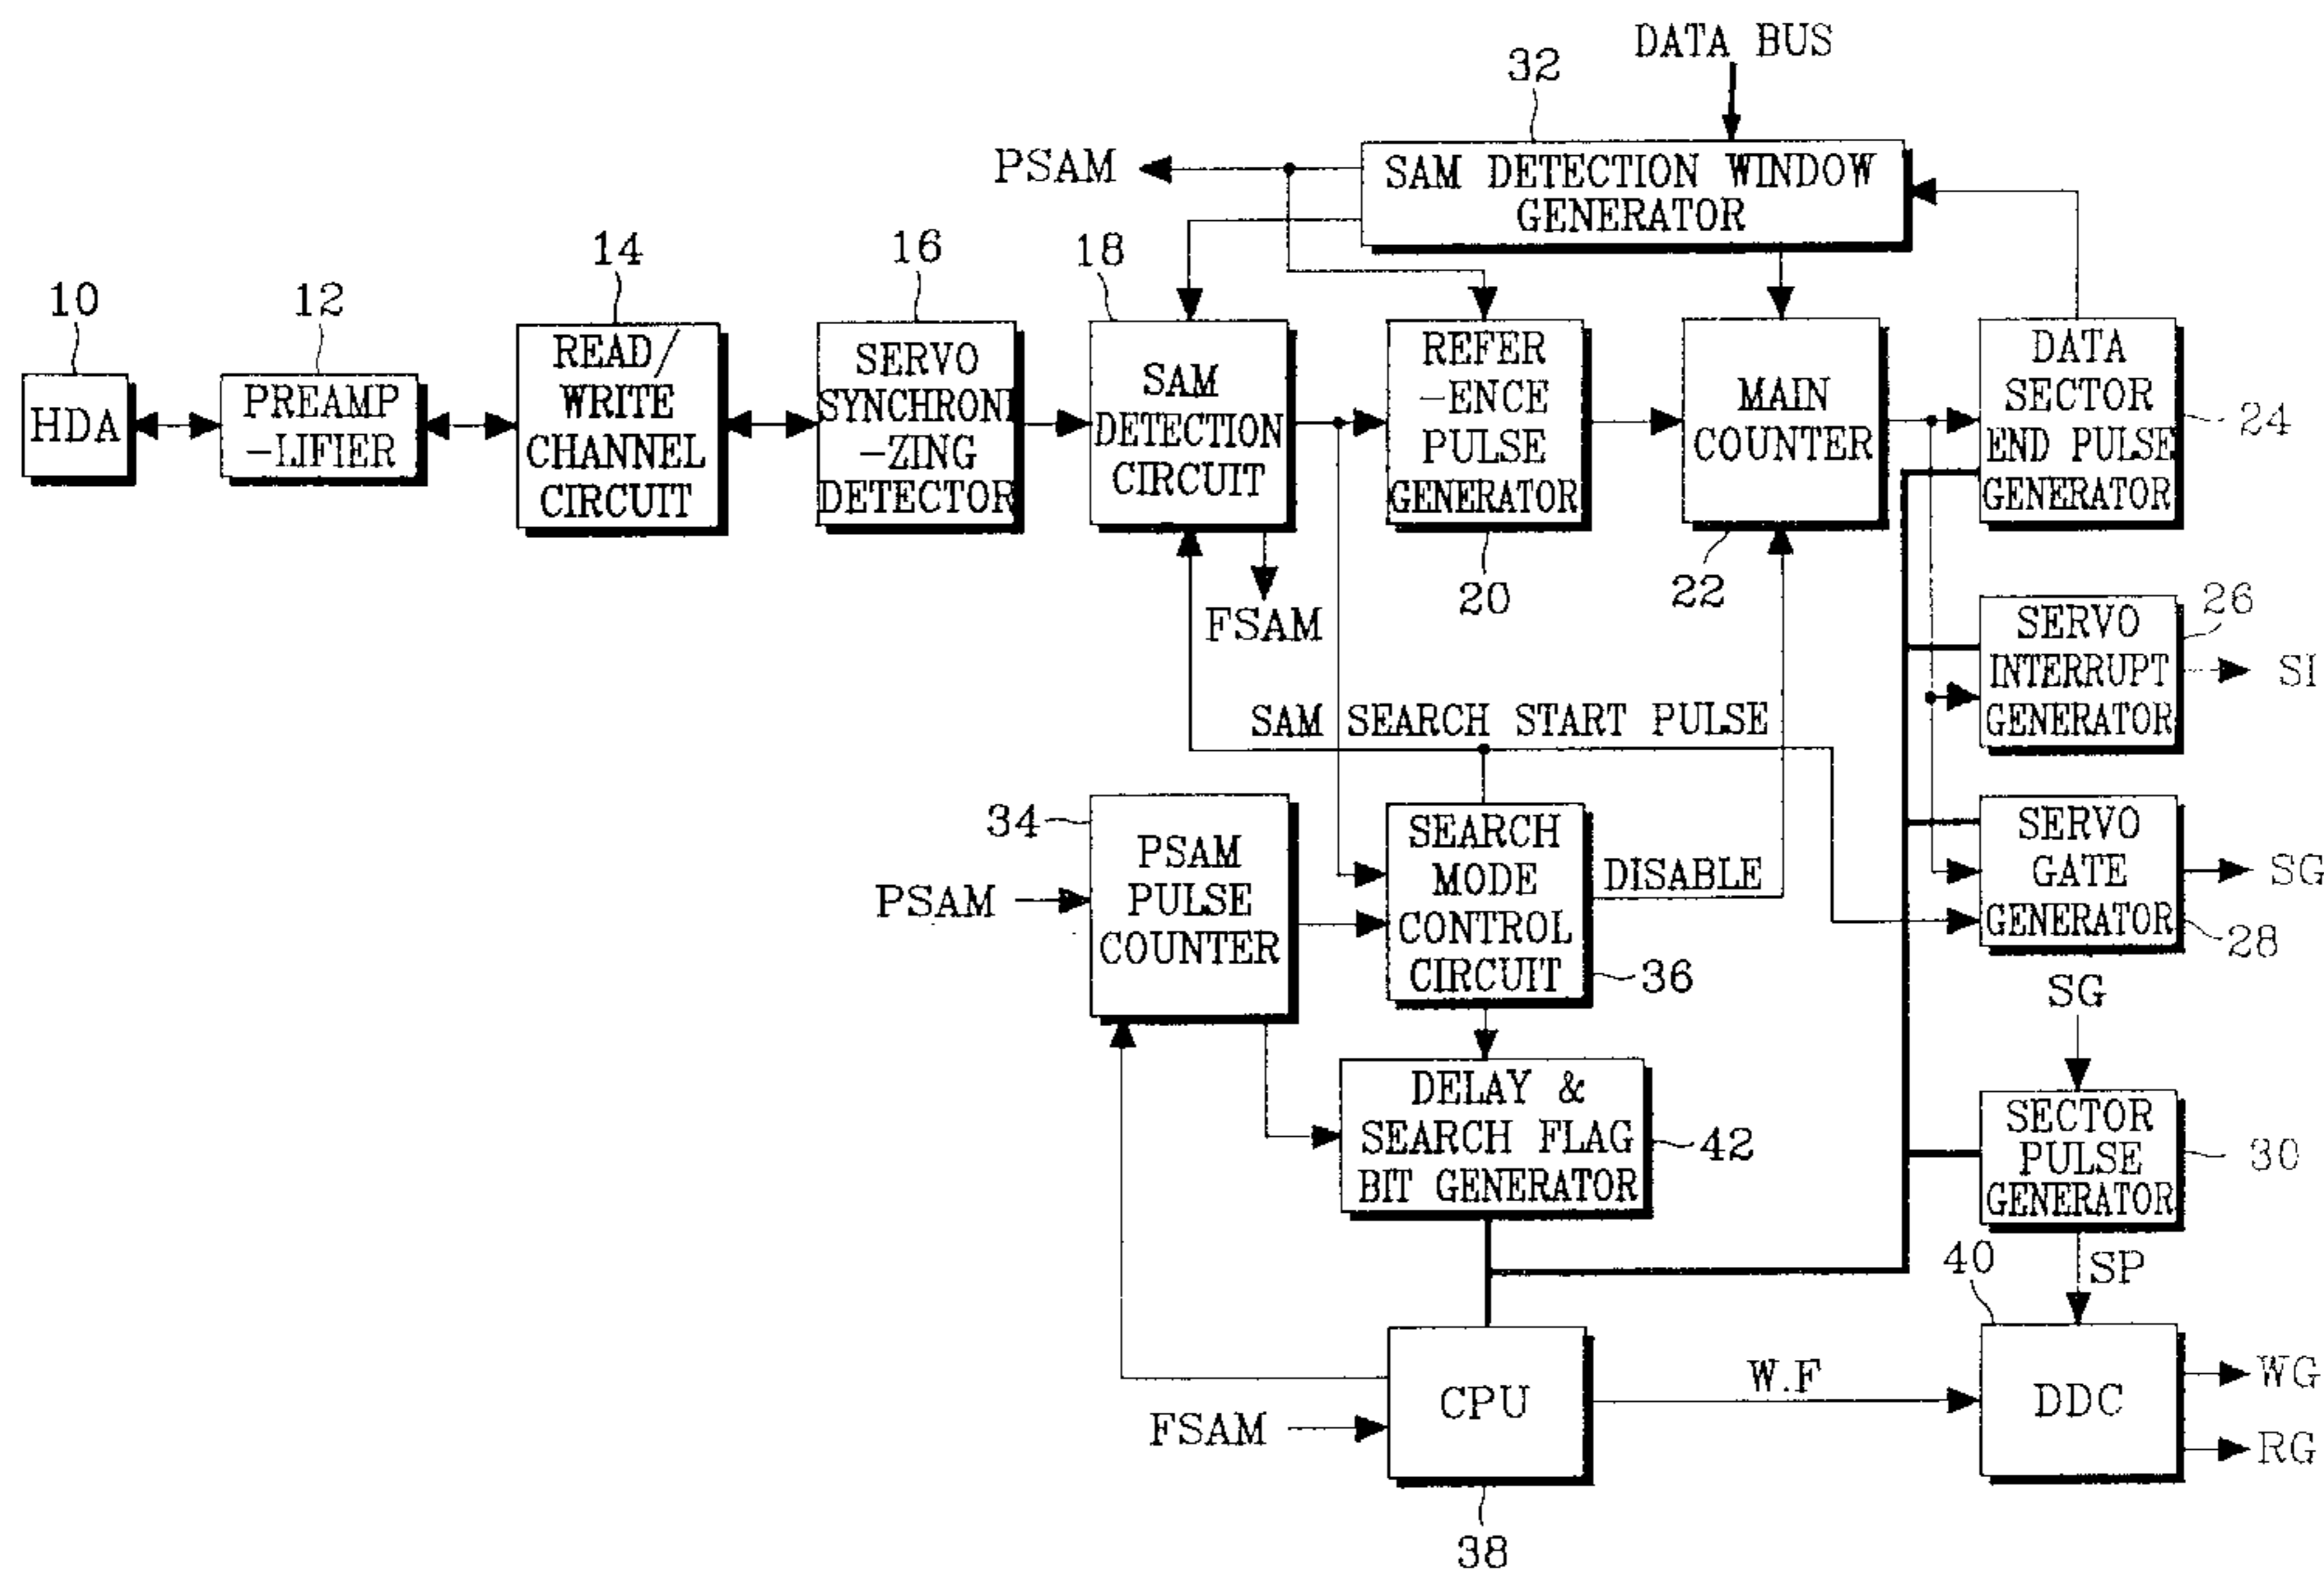 DATA BUS
32
PSAM
SAM DETECTION WINDOW
GENERATOR
10
HDA
12
PREAMP
-LIFIER
14
READ/
WRITE
CHANNEL
CIRCUIT
16
SERVO
SYNCHRONI
-ZING
DETECTOR
18
SAM
DETECTION
CIRCUIT
FSAM
REFER
-ENCE
PULSE
GENERATOR
20
MAIN
COUNTER
22
DATA
SECTOR
END PULSE
GENERATOR
24
SERVO
INTERRUPT
GENERATOR
26
SI
SAM SEARCH START PULSE
34
PSAM
PSAM
PULSE
COUNTER
SEARCH
MODE
CONTROL
CIRCUIT
36
DISABLE
SERVO
GATE
GENERATOR
28
SG
SG
DELAY &
SEARCH FLAG
BIT GENERATOR
42
SECTOR
PULSE
GENERATOR
30
SP
40
FSAM
CPU
38
W.F
DDC
WG
RG